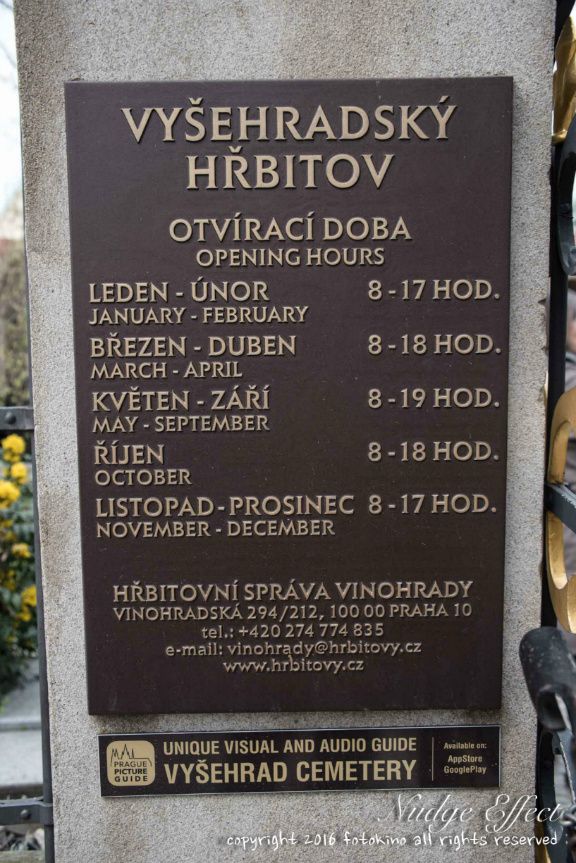 VYŠEHRADSKÝ
HŘBITOV
OTVÍRACÍ DOBA
OPENING HOURS
LEDEN - ÚNOR 8 - 17 HOD.
JANUARY - FEBRUARY
BŘEZEN - DUBEN 8 - 18 HOD.
MARCH - APRIL
KVĚTEN - ZÁŘÍ 8 - 19 HOD.
MAY - SEPTEMBER
ŘÍJEN 8 - 18 HOD.
OCTOBER
LISTOPAD - PROSINEC 8 - 17 HOD.
NOVEMBER - DECEMBER
HŘBITOVNÍ SPRÁVA VINOHRADY
VINOHRADSKÁ 294/212, 100 00 PRAHA 10
tel.: +420 274 774 835
e-mail: vinohrady@hrbitovy.cz
www.hrbitovy.cz
PRAGUE
PICTURE
GUIDE
UNIQUE VISUAL AND AUDIO GUIDE
VYŠEHRAD CEMETERY
Available on:
AppStore
GooglePlay
Nudge Effect
copyright 2016 fotokino all rights reserved